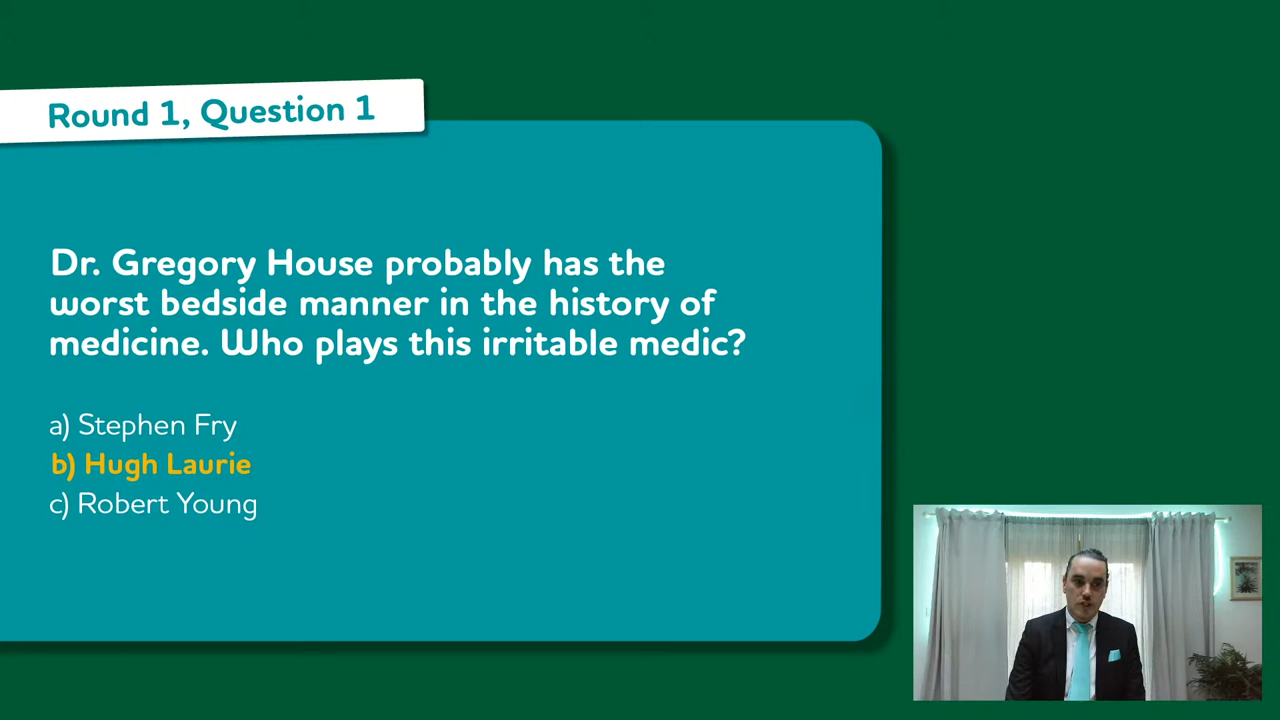 Round 1, Question 1
Dr. Gregory House probably has the
worst bedside manner in the history of
medicine. Who plays this irritable medic?
a) Stephen Fry
b) Hugh Laurie
c) Robert Young